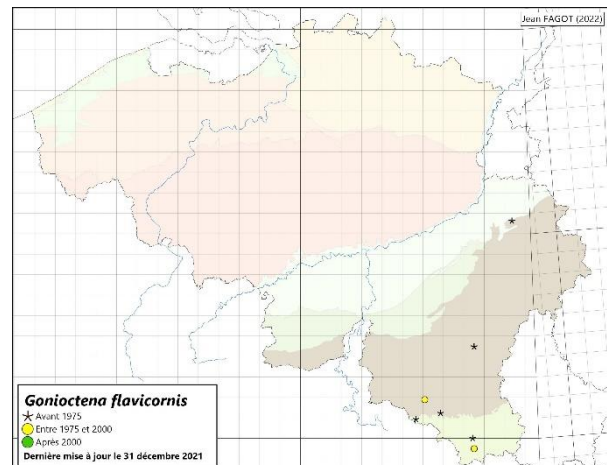 Jean FAGOT (2022)
Gonioctena flavicornis
Avant 1975
Entre 1975 et 2000
Après 2000
Dernière mise à jour le 31 décembre 2021